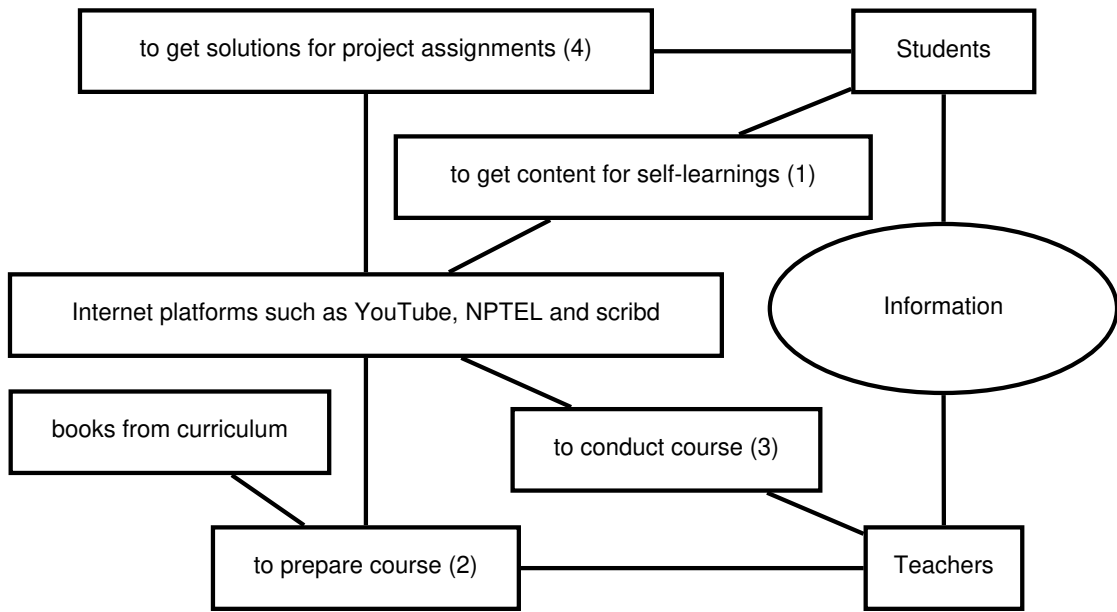 to get solutions for project assignments (4)
Students
to get content for self-learnings (1)
Internet platforms such as YouTube, NPTEL and scribd
Information
books from curriculum
to conduct course (3)
to prepare course (2)
Teachers